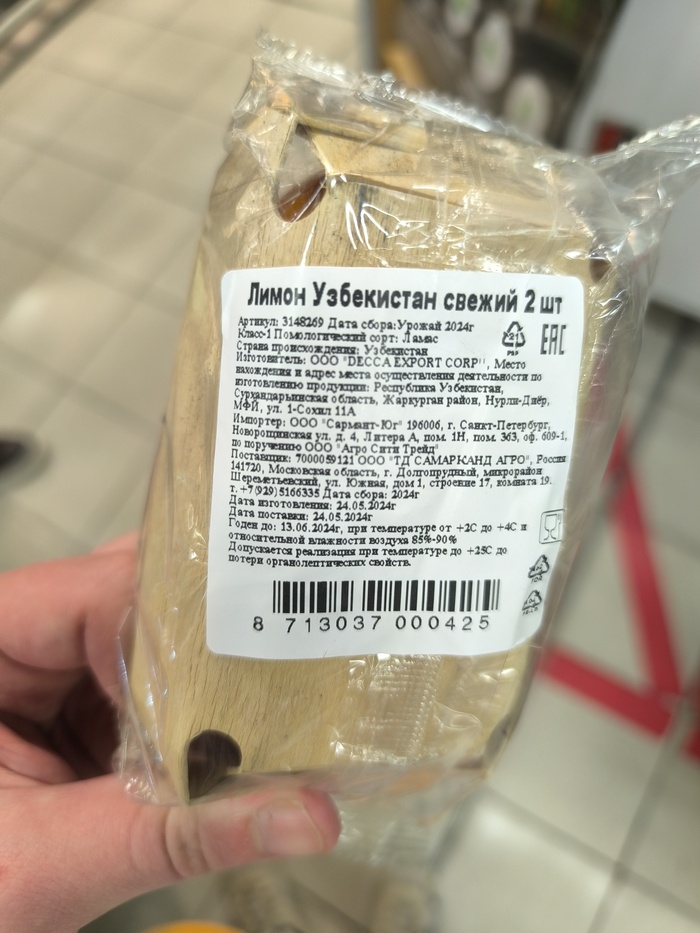 Лимон Узбекистан свежий 2 шт
Артикул: 3148269 Дата сбора:Урожай 2024г
Класс-1 Помологический сорт: Ламас
Страна происхождения: Узбекистан
Изготовитель: ООО "DECCA EXPORT CORP'', Место
нахождения и адрес места осуществления деятельности по
изготовлению продукции: Республика Узбекистан,
Сурхандарьинская область, Жаркурган район, Нурли-Диёр,
МФЙ, ул. 1-Сохил 11А
Импортер: ООО "Сармант-Юг" 196006, г. Санкт-Петербург,
Новорощинская ул. д. 4, Литера А, пом. 1Н, пом. 363, оф. 609-1,
по поручению ООО "Агро Сити Трейд"
Поставщик: 7000059121 ООО "ТД САМАРКАНД АГРО", Россия
141720, Московская область, г. Долгопрудный, микрорайон
Шереметьевский, ул. Южная, дом 1, строение 17, комната 19.
т. +7(929)5166335 Дата сбора: 2024г
Дата изготовления: 24.05.2024г
Дата поставки: 24.05.2024г
Годен до: 13.06.2024г, при температуре от +2С до +4С и
относительной влажности воздуха 85%-90%
Допускается реализация при температуре до +25С до
потери органолептических свойств.
21
PAP
EAC
8 713037 000425